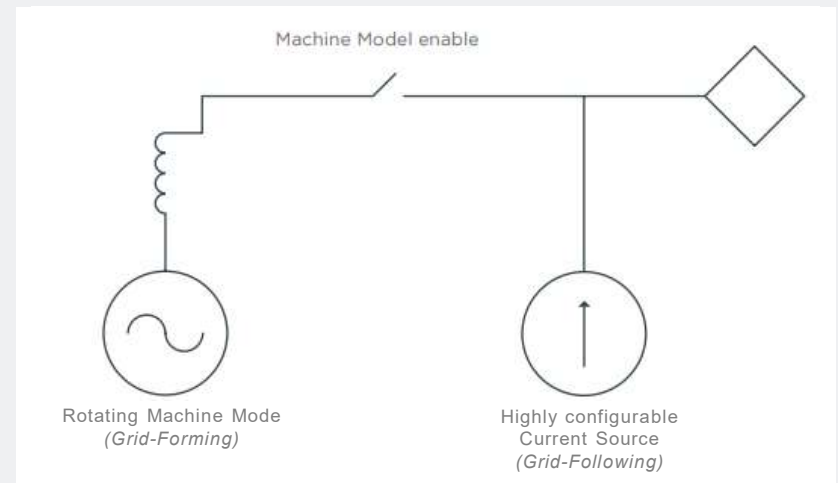 Machine Model enable
Rotating Machine Mode
(Grid-Forming)
Highly configurable
Current Source
(Grid-Following)